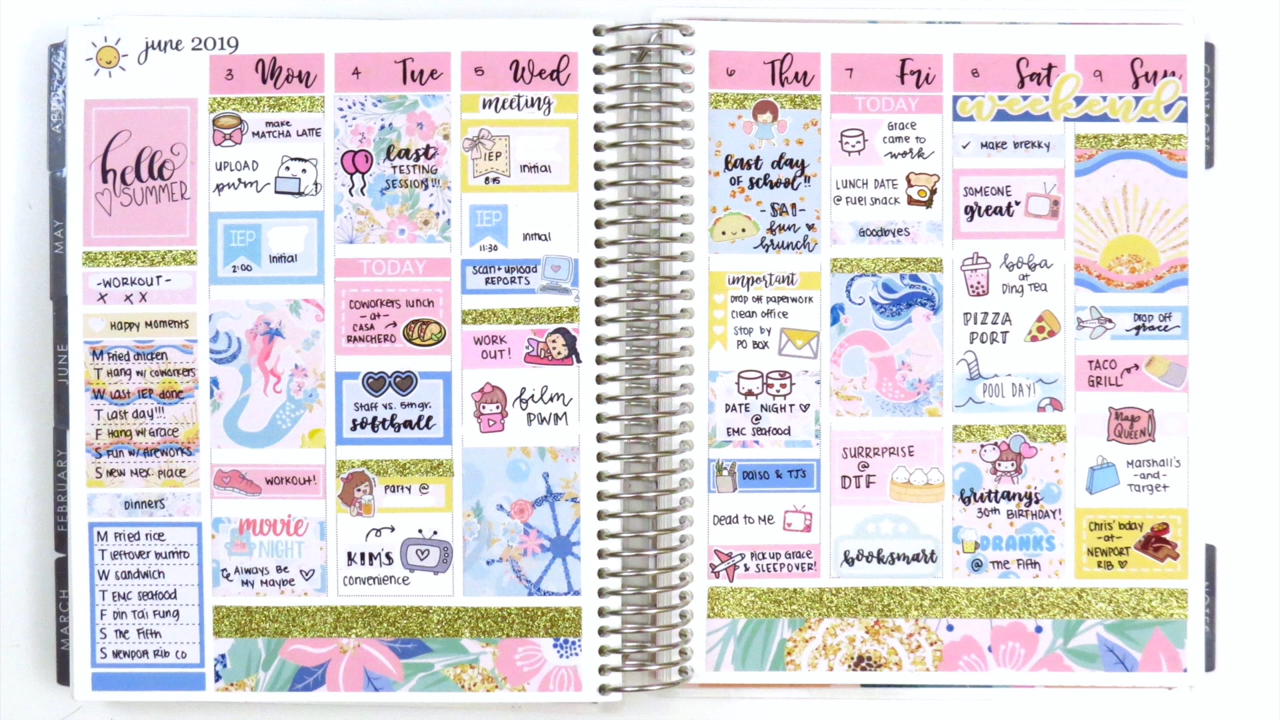 june 2019
hello
SUMMER
-WORKOUT-
x x x
Happy Moments
M Fried chicken
T Hang w/ coworkers
W Last IEP done
T Last day!!!
F Hang w/ Grace
S Fun w/ fireworks
S New Mex. place
Dinners
M Fried rice
T Leftover burrito
W sandwich
T EMC seafood
F Din Tai Fung
S The Fifth
S Newport Rib Co
3 Mon
make
MATCHA LATTE
UPLOAD
pwm
IEP
2:00
Initial
WORKOUT!
movie
NIGHT
Always Be
My Maybe
4 Tue
last
TESTING
SESSION!!!
TODAY
Coworkers lunch
-at-
CASA
RANCHERO
Staff vs. 5th gr.
softball
Party @
KIM'S
convenience
5 Wed
meeting
IEP
8:15
Initial
IEP
11:30
Initial
Scan + upload
REPORTS
WORK
OUT!
film
PWM
6 Thu
Last day
OF school!!
-SAI-
fun
brunch
important
Drop off paperwork
Clean office
Stop by
PO BOX
DATE NIGHT
@
EMC Seafood
Daiso & TJ's
Dead to Me
Pick up Grace
& SLEEPOVER!
7 Fri
TODAY
Grace
came to
work
LUNCH DATE
@ Fuel Snack
Goodbyes
SURRRPRISE
@
DTF
booksmart
8 Sat
weekend
✓ Make brekky
SOMEONE
great
boba
at
Ding Tea
PIZZA
PORT
POOL DAY!
Brittany's
30th BIRTHDAY!
DRANKS
@ The Fifth
9 Sun
Drop off
grace
TACO
GRILL
Nap
QUEEN
Marshall's
-and-
Target
Chris' bday
-at-
NEWPORT
RIB
MAY
JUNE
FEBRUARY
MARCH
NOTES